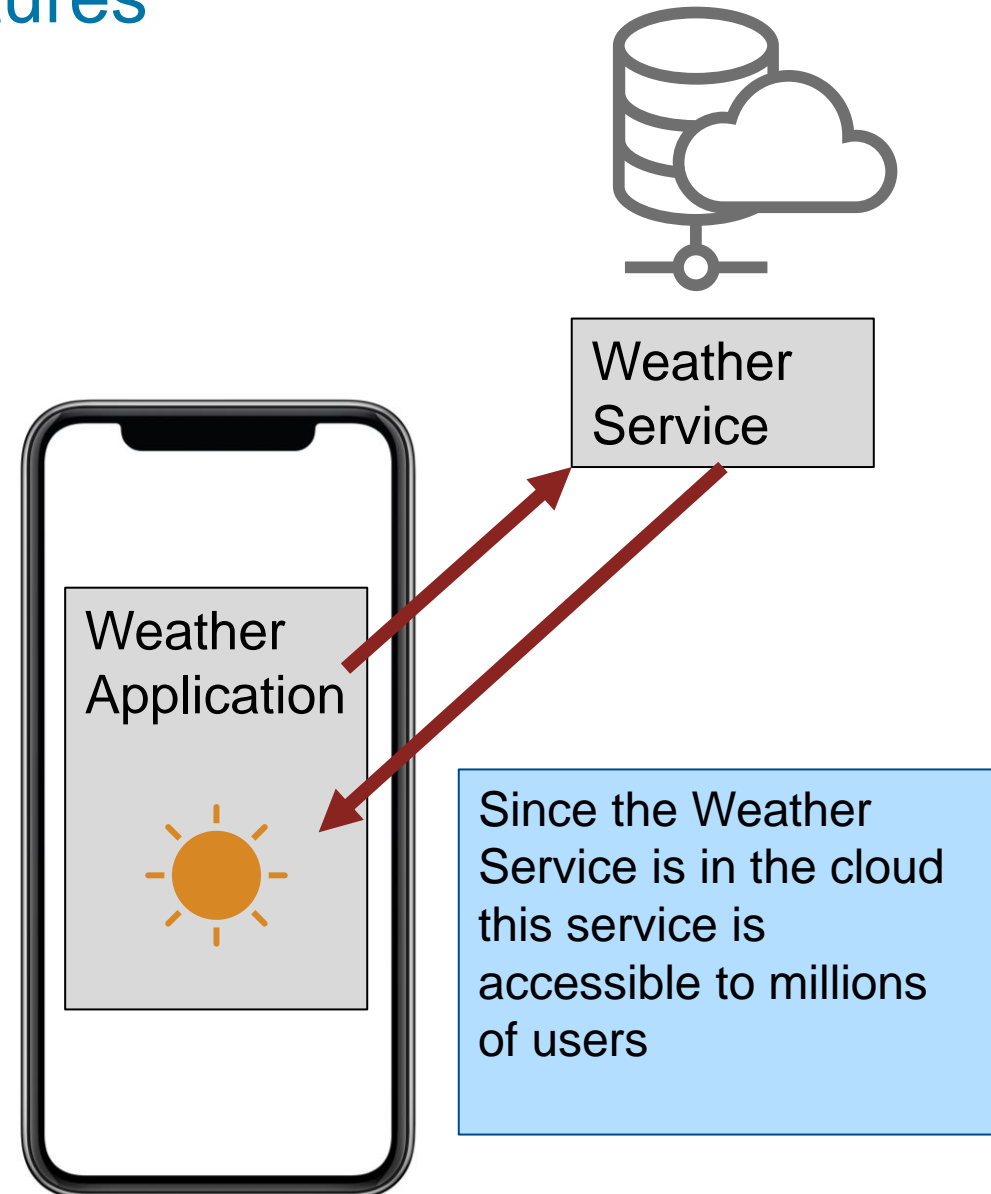 Weather
Service
Weather
Application
Since the Weather
Service is in the cloud
this service is
accessible to millions
of users